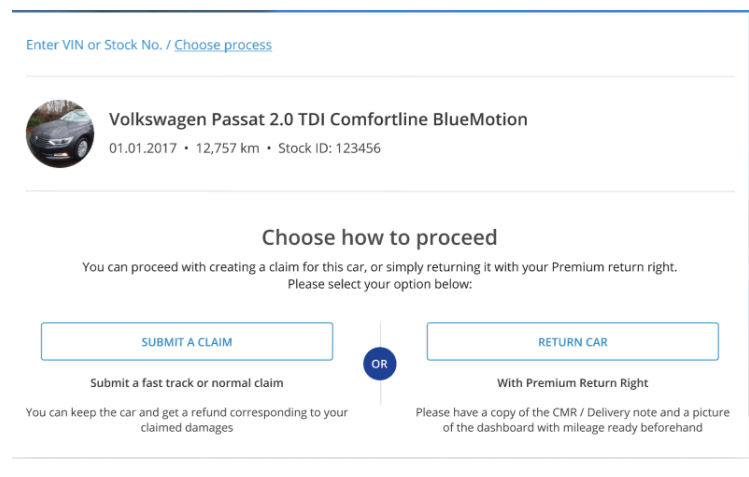 Enter VIN or Stock No. / Choose process
Volkswagen Passat 2.0 TDI Comfortline BlueMotion
01.01.2017 • 12,757 km • Stock ID: 123456
Choose how to proceed
You can proceed with creating a claim for this car, or simply returning it with your Premium return right.
Please select your option below:
SUBMIT A CLAIM
Submit a fast track or normal claim
You can keep the car and get a refund corresponding to your
claimed damages
OR
RETURN CAR
With Premium Return Right
Please have a copy of the CMR / Delivery note and a picture
of the dashboard with mileage ready beforehand